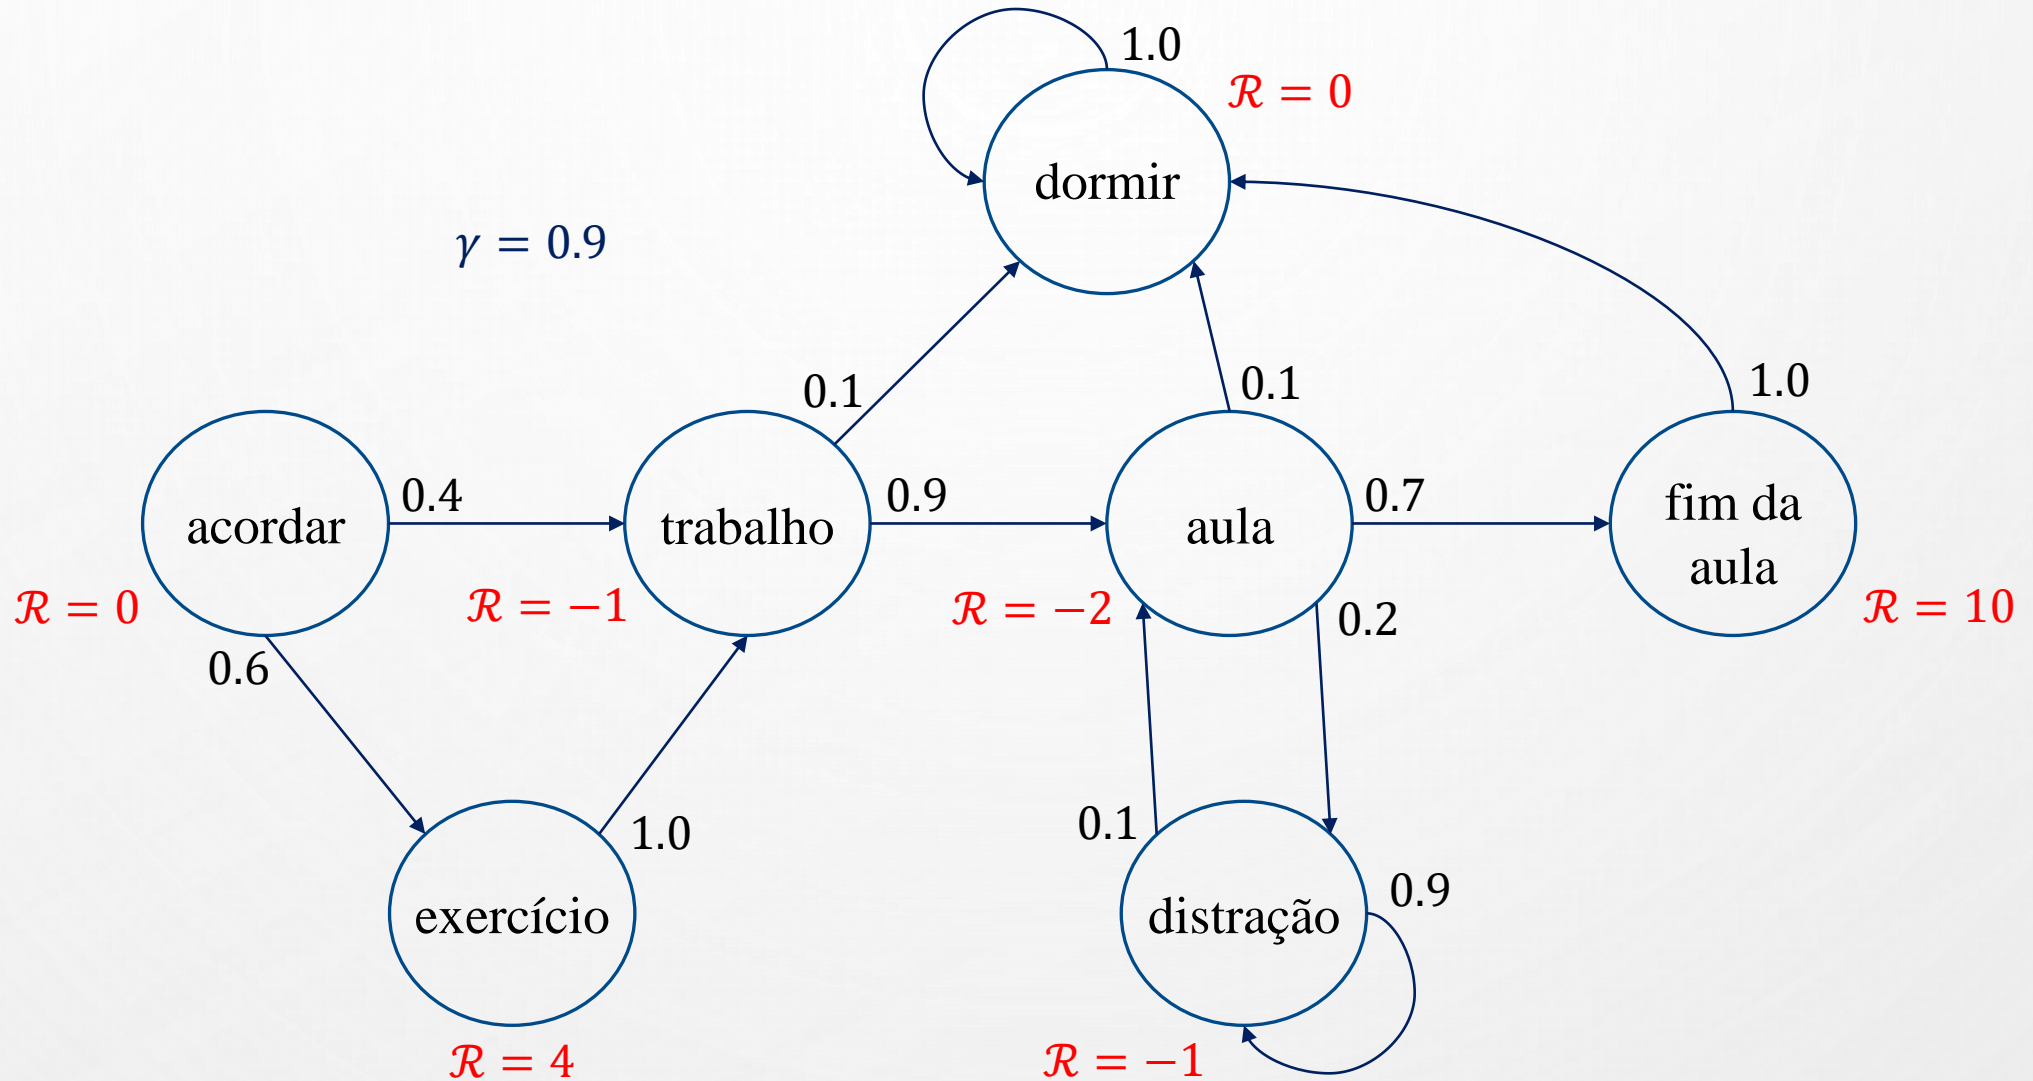 1.0
ℛ = 0
dormir
γ = 0.9
0.1
0.1
1.0
acordar
0.4
trabalho
0.9
aula
0.7
fim da
aula
ℛ = 0
ℛ = −1
ℛ = −2
0.2
ℛ = 10
0.6
1.0
0.1
exercício
distração
0.9
ℛ = 4
ℛ = −1